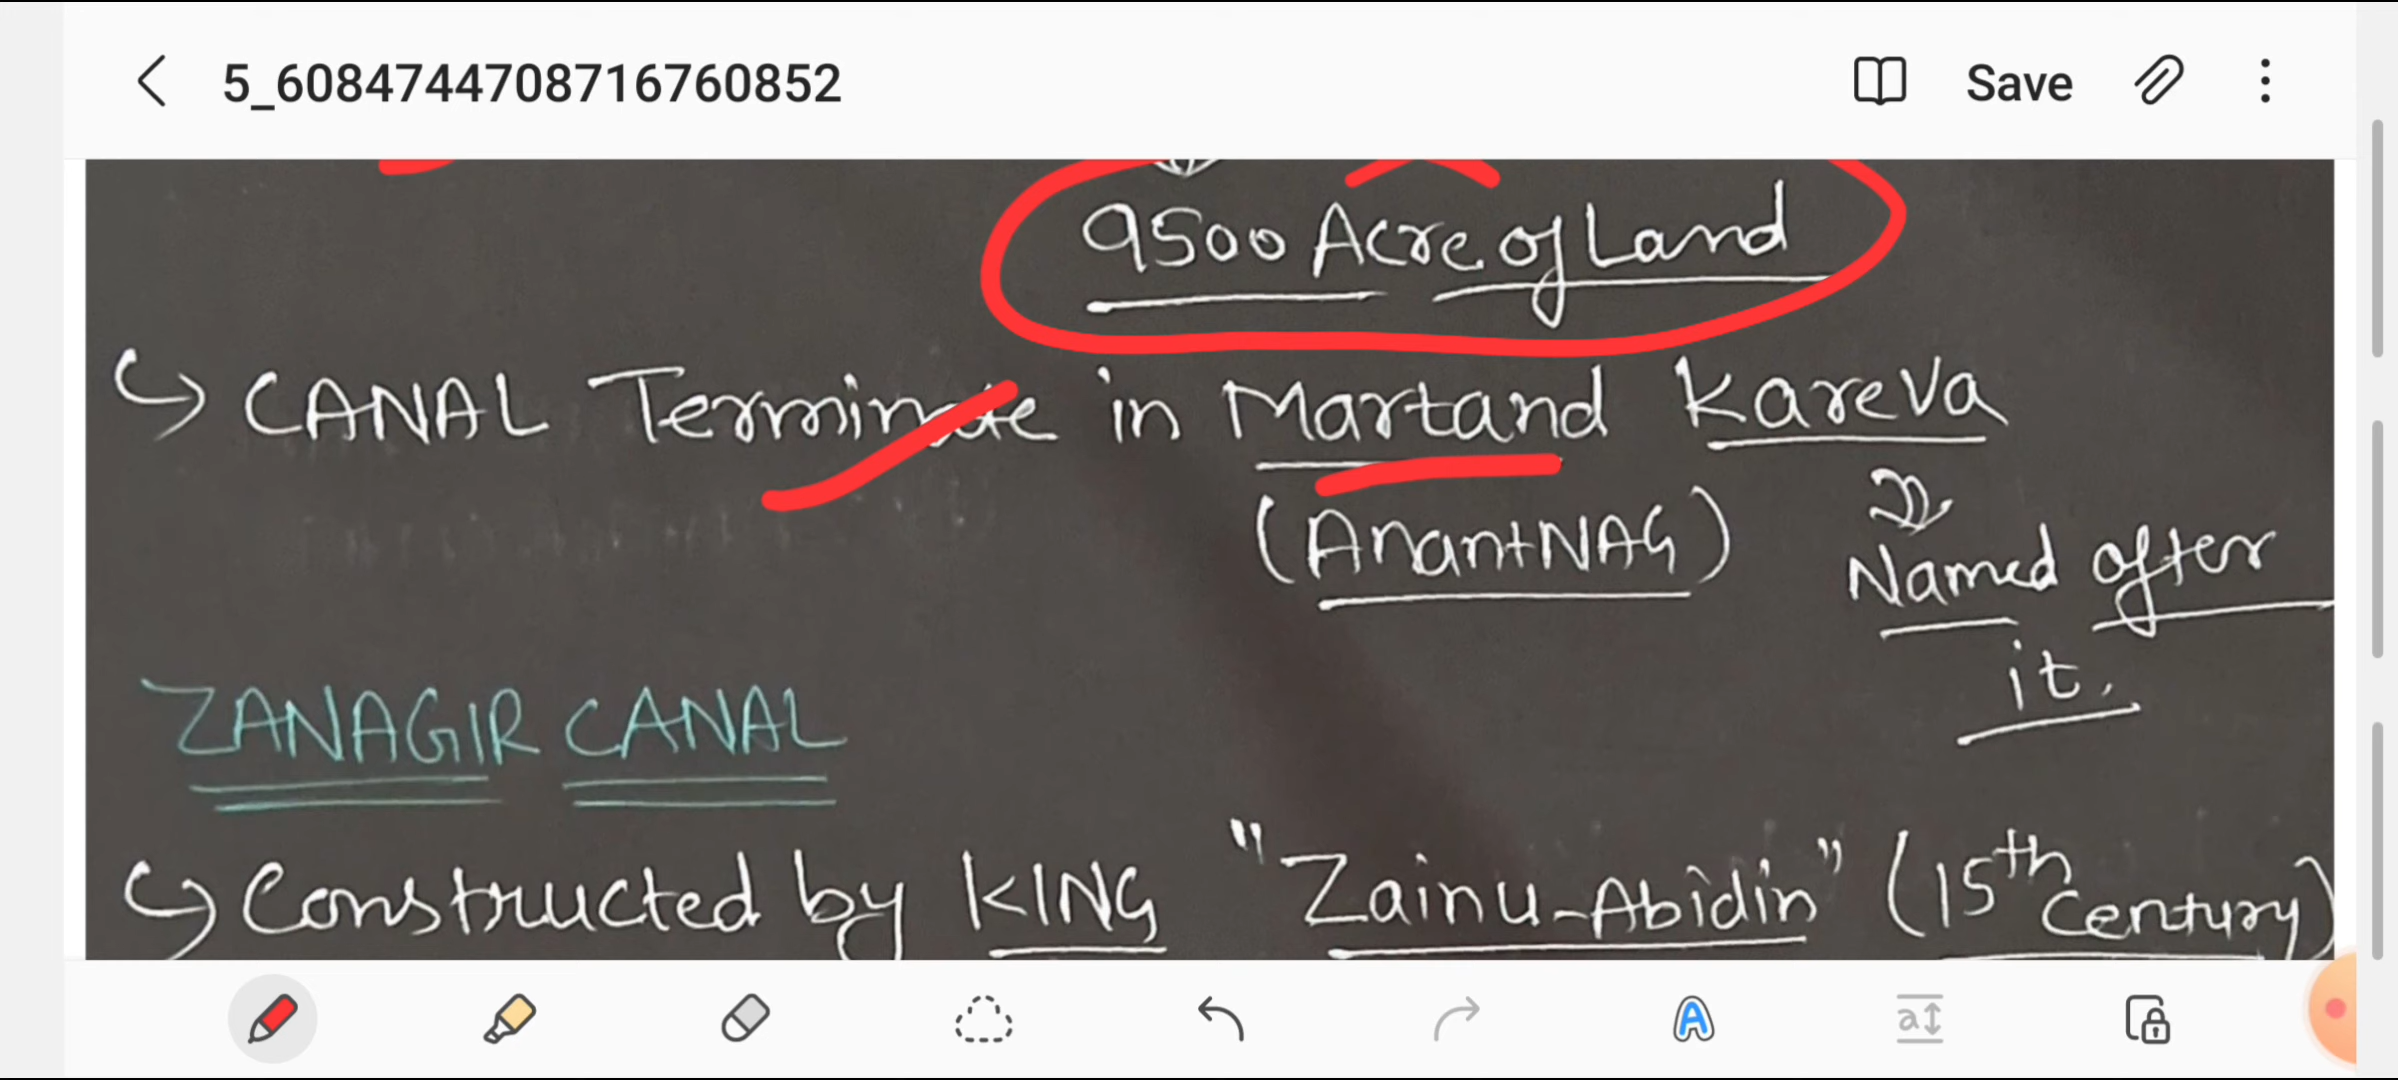 5_6084744708716760852
Save
9500 Acre of Land
CANAL Terminate in Martand Kareva
(AnantNAG)
Named after
it.
ZANAGIR CANAL
Constructed by KING "Zainu-Abidin" (15th Century)